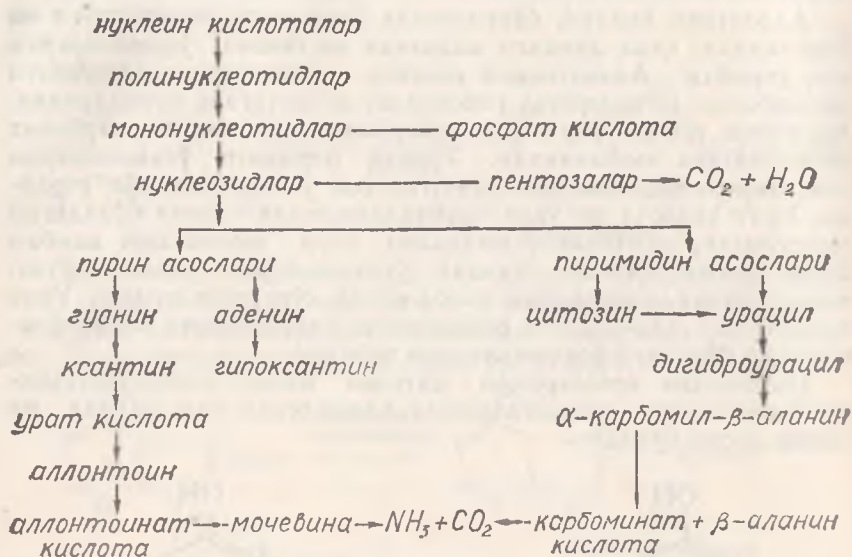 нуклеин кислоталар
полинуклеотидлар
мононуклеотидлар — фосфат кислота
нуклеозидлар — пентозалар → CO₂ + H₂O
пурин асослари пиримидин асослари
гуанин аденин цитозин → урацил
ксантин гипоксантин дигидроурацил
урат кислота α-карбомил-β-аланин
аллонтоин
аллонтоинат → мочевина → NH₃ + CO₂ ← карбоминат + β-аланин
кислота кислота